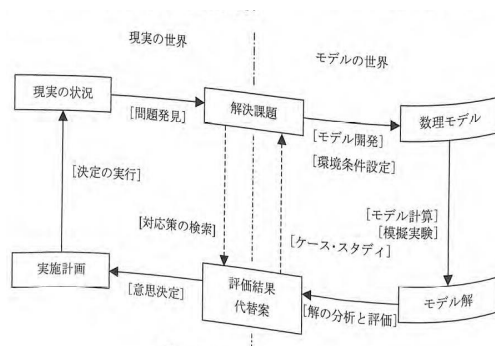 現実の世界
モデルの世界
現実の状況
[問題発見]
解決課題
[モデル開発]
[環境条件設定]
数理モデル
[決定の実行]
[対応策の検索]
[ケース・スタディ]
[モデル計算]
[模擬実験]
実施計画
[意思決定]
評価結果
代替案
[解の分析と評価]
モデル解